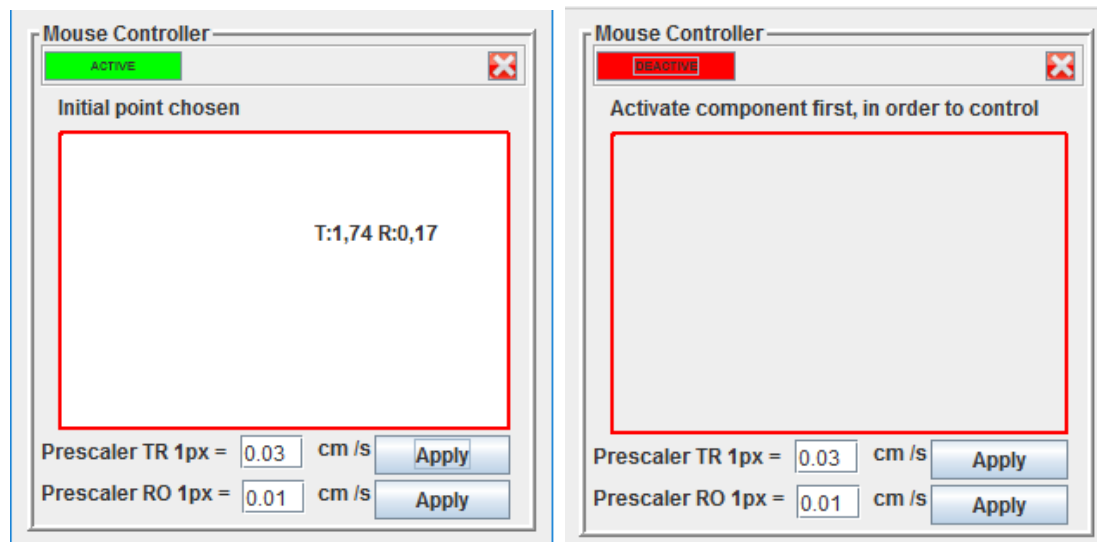 Mouse Controller
ACTIVE
Initial point chosen
T:1,74 R:0,17
Prescaler TR 1px = 0.03 cm /s Apply
Prescaler RO 1px = 0.01 cm /s Apply
Mouse Controller
DEACTIVE
Activate component first, in order to control
Prescaler TR 1px = 0.03 cm /s Apply
Prescaler RO 1px = 0.01 cm /s Apply